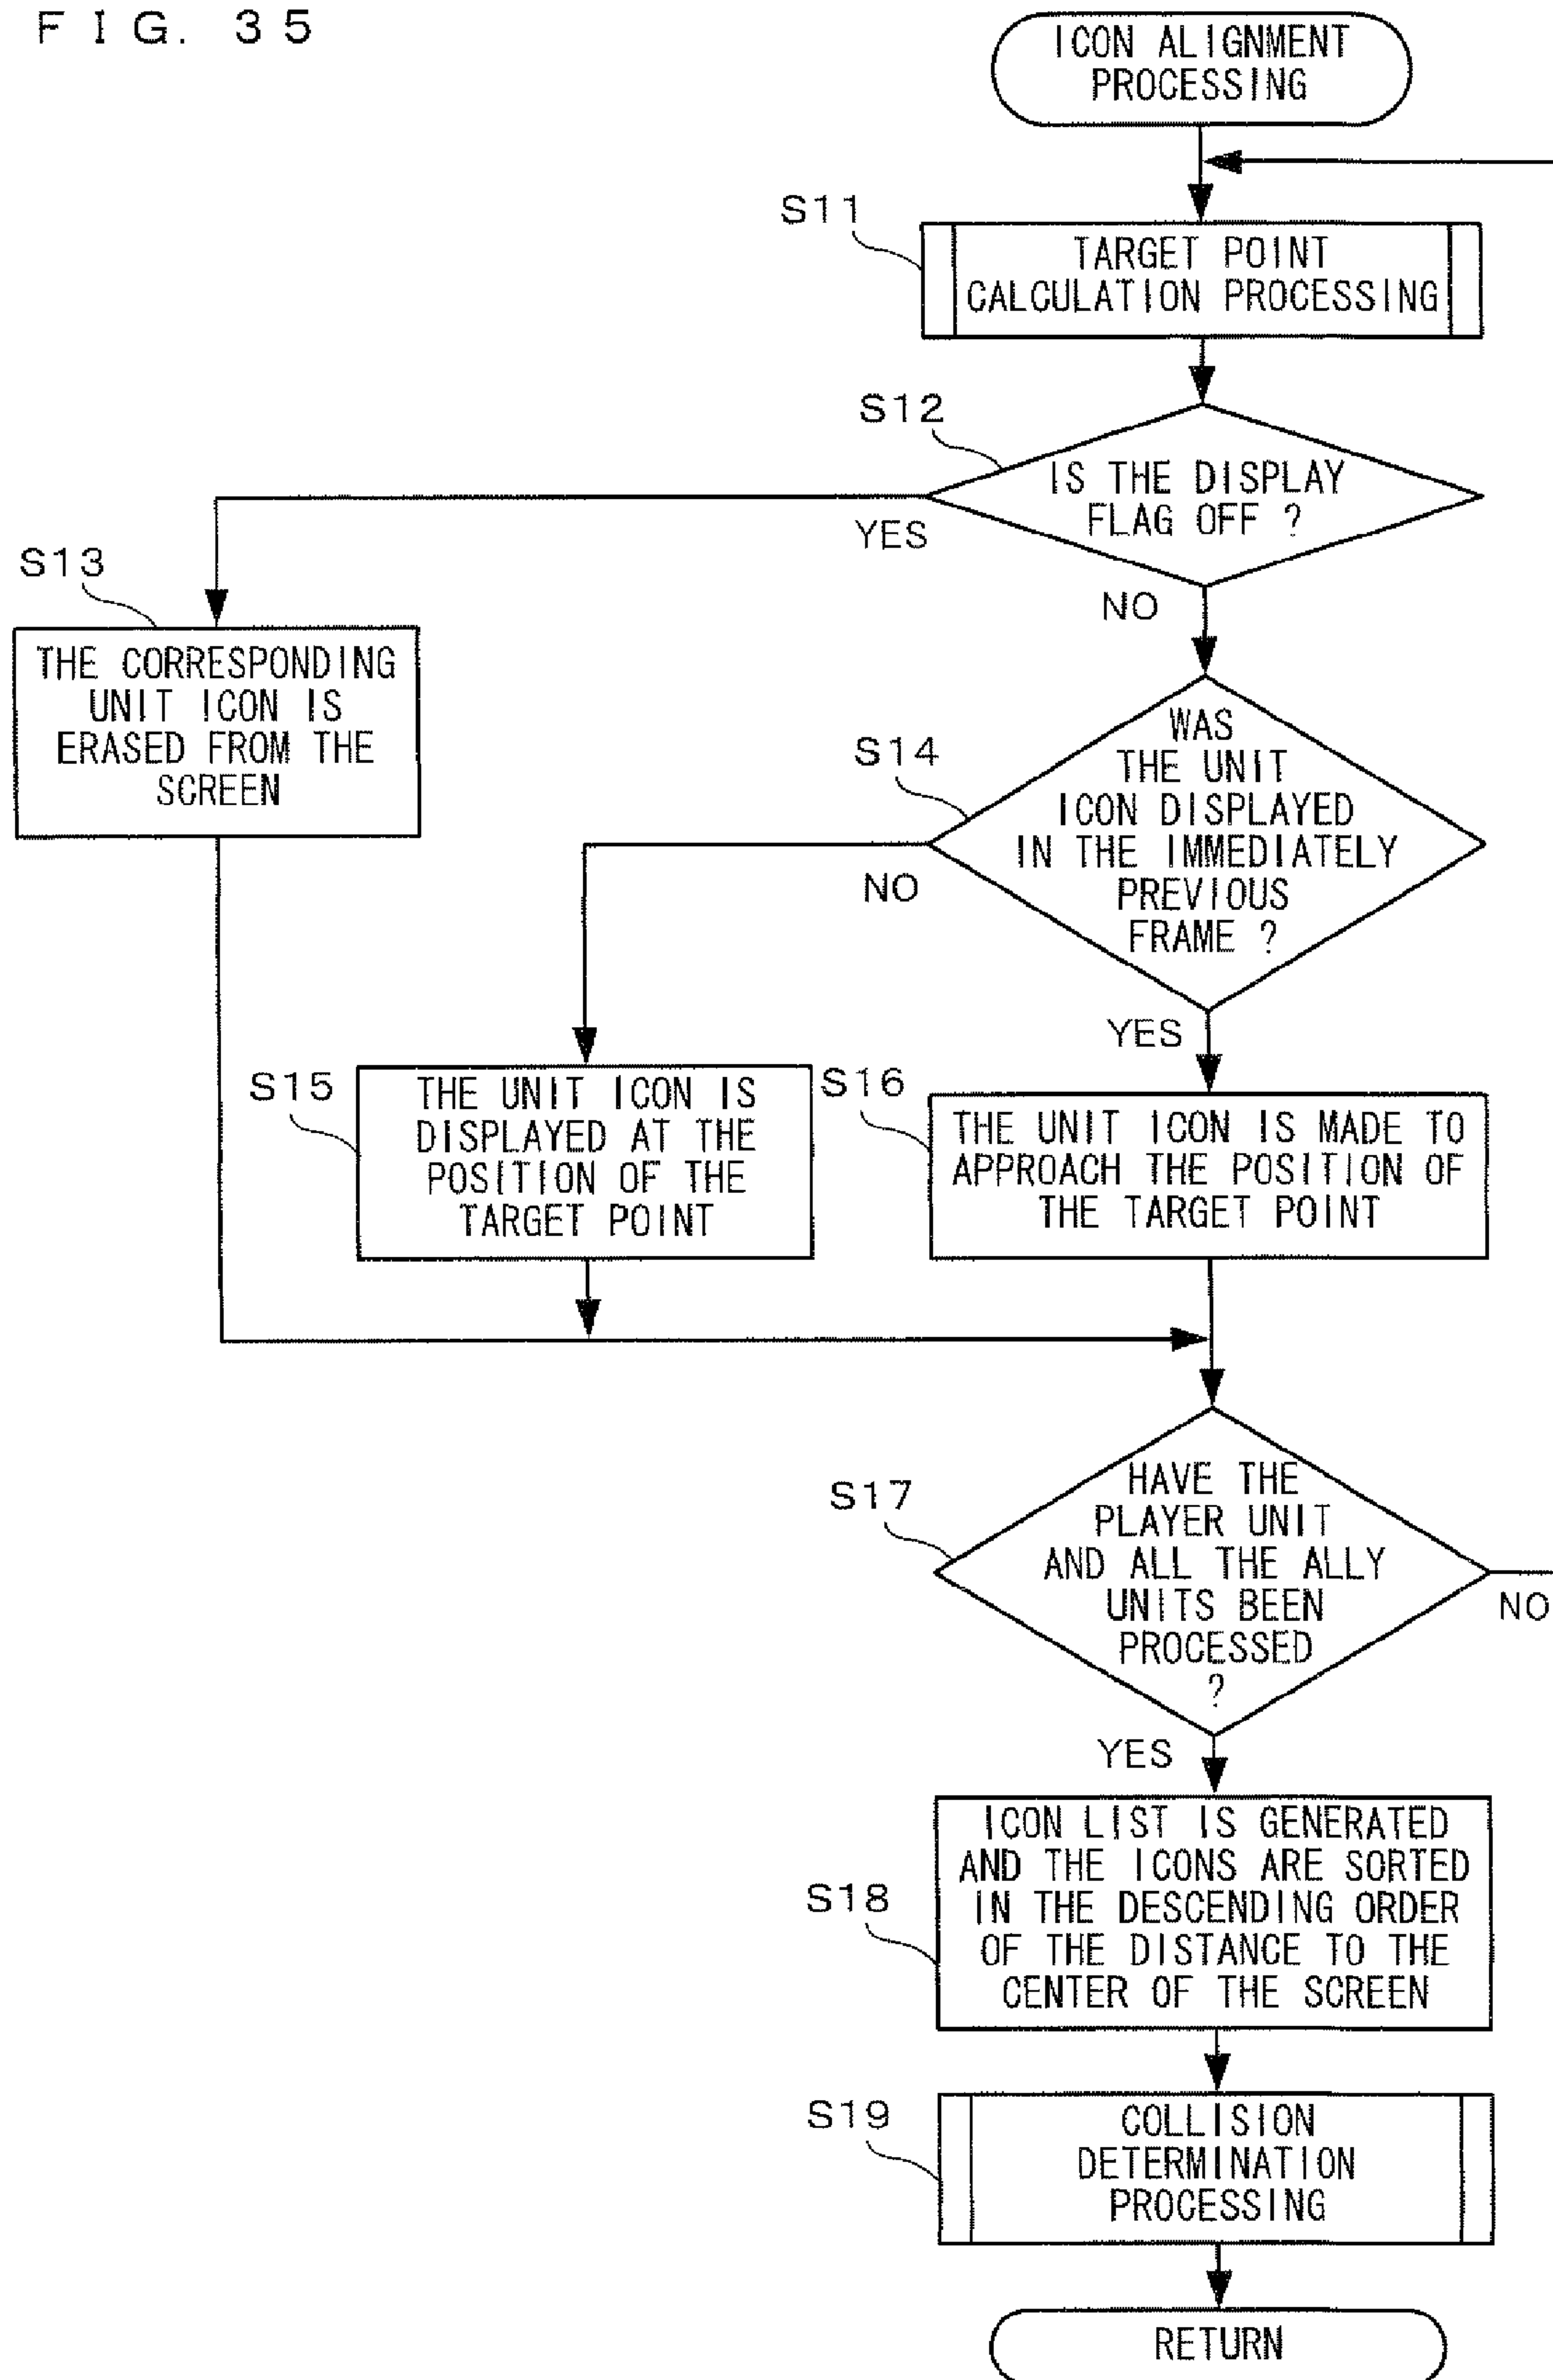 FIG. 35
ICON ALIGNMENT
PROCESSING
S11
TARGET POINT
CALCULATION PROCESSING
S12
IS THE DISPLAY
FLAG OFF ?
YES
NO
S13
THE CORRESPONDING
UNIT ICON IS
ERASED FROM THE
SCREEN
S14
WAS
THE UNIT
ICON DISPLAYED
IN THE IMMEDIATELY
PREVIOUS
FRAME ?
NO
YES
S15
THE UNIT ICON IS
DISPLAYED AT THE
POSITION OF THE
TARGET POINT
S16
THE UNIT ICON IS MADE TO
APPROACH THE POSITION OF
THE TARGET POINT
S17
HAVE THE
PLAYER UNIT
AND ALL THE ALLY
UNITS BEEN
PROCESSED
?
NO
YES
S18
ICON LIST IS GENERATED
AND THE ICONS ARE SORTED
IN THE DESCENDING ORDER
OF THE DISTANCE TO THE
CENTER OF THE SCREEN
S19
COLLISION
DETERMINATION
PROCESSING
RETURN